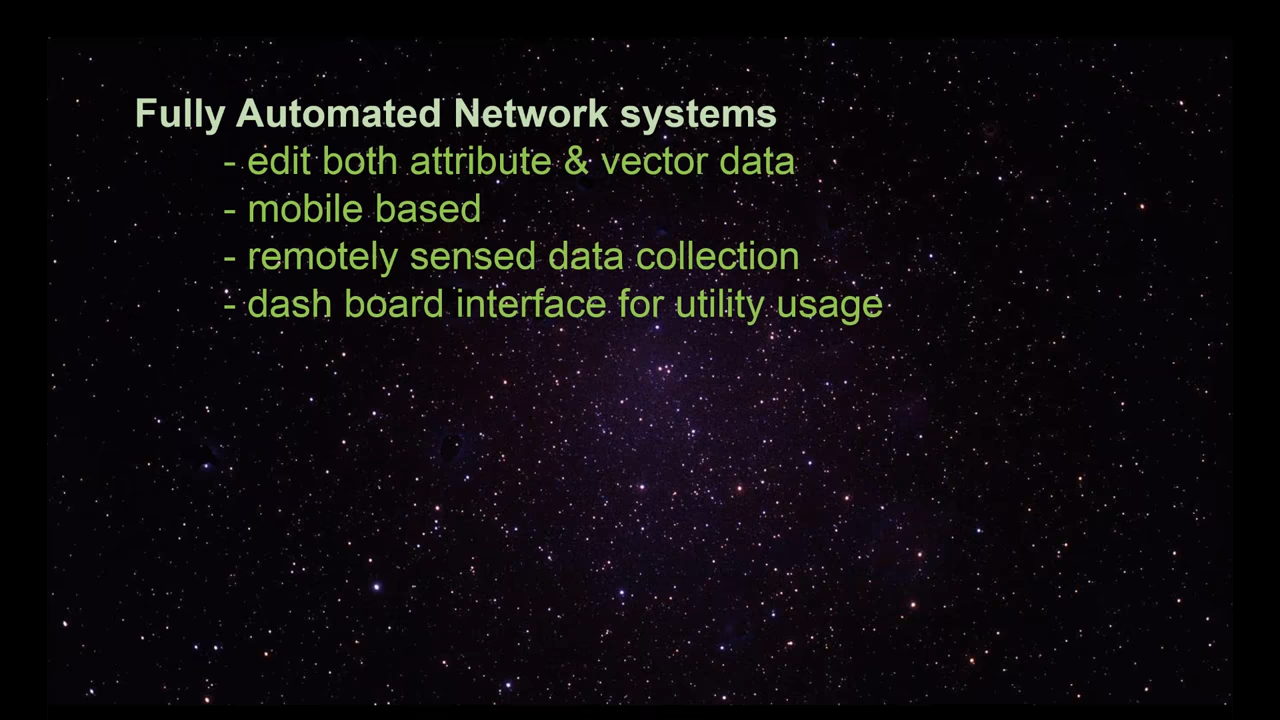 Fully Automated Network systems
- edit both attribute & vector data
- mobile based
- remotely sensed data collection
- dash board interface for utility usage